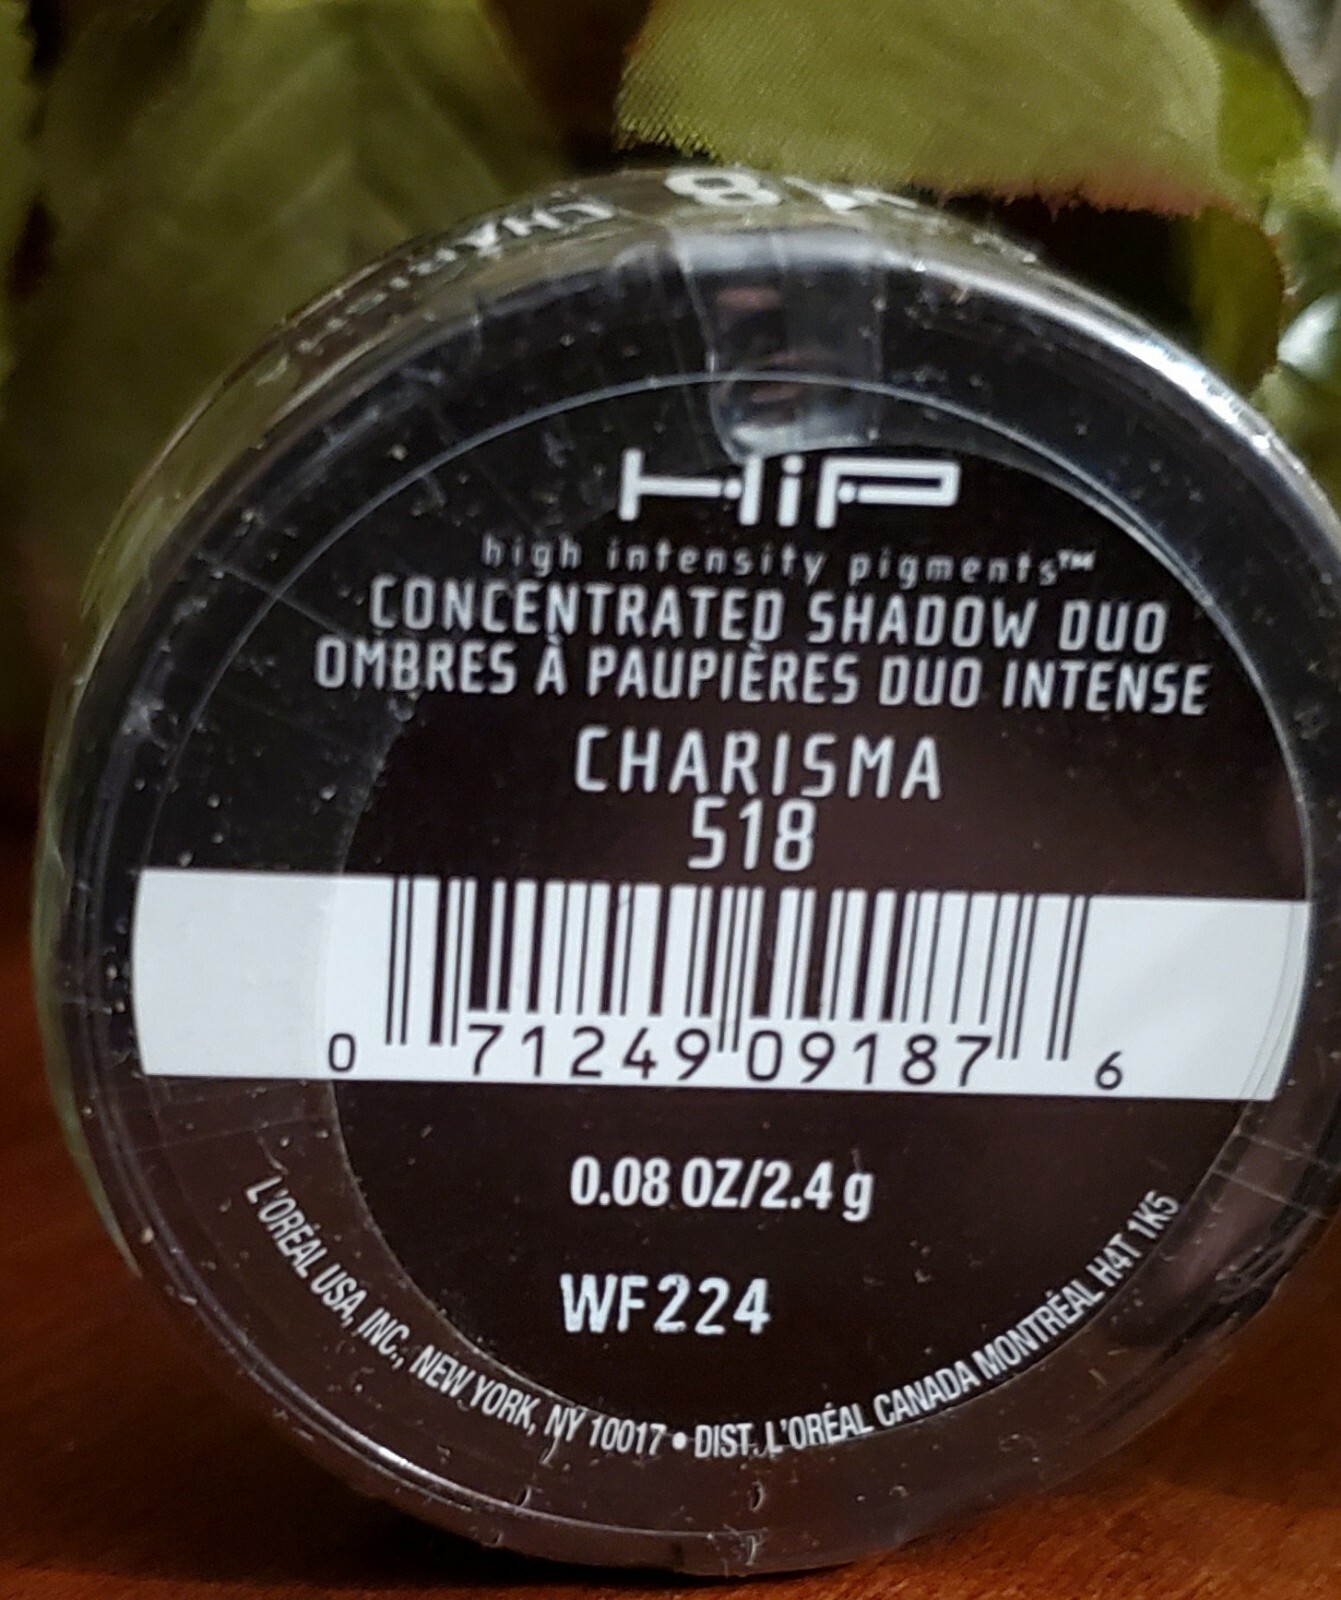 HiP
high intensity pigments™
CONCENTRATED SHADOW DUO
OMBRES À PAUPIÈRES DUO INTENSE
CHARISMA
518
0 71249 09187 6
0.08 OZ/2.4 g
WF224
L'ORÉAL USA, INC., NEW YORK, NY 10017 • DIST. L'ORÉAL CANADA MONTRÉAL H4T 1K5